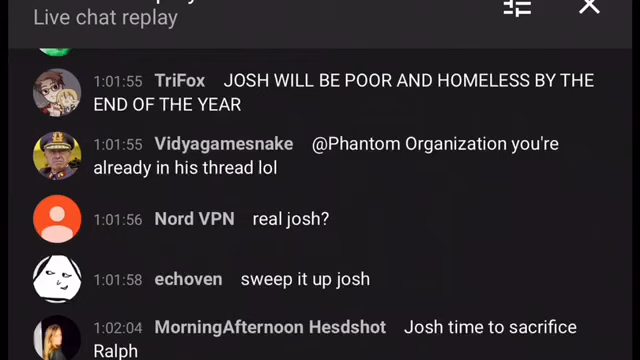 Live chat replay
1:01:55 TriFox JOSH WILL BE POOR AND HOMELESS BY THE
END OF THE YEAR
1:01:55 Vidyagamesnake @Phantom Organization you're
already in his thread lol
1:01:56 Nord VPN real josh?
1:01:58 echoven sweep it up josh
1:02:04 MorningAfternoon Hesdshot Josh time to sacrifice
Ralph